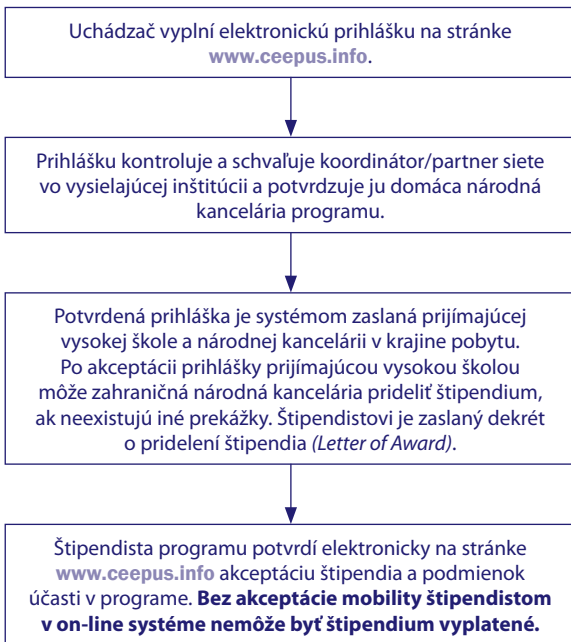 Uchádzač vyplní elektronickú prihlášku na stránke
www.ceepus.info.
Prihlášku kontroluje a schvaľuje koordinátor/partner siete
vo vysielajúcej inštitúcii a potvrdzuje ju domáca národná
kancelária programu.
Potvrdená prihláška je systémom zaslaná prijímajúcej
vysokej škole a národnej kancelárii v krajine pobytu.
Po akceptácii prihlášky prijímajúcou vysokou školou
môže zahraničná národná kancelária prideliť štipendium,
ak neexistujú iné prekážky. Štipendistovi je zaslaný dekrét
o pridelení štipendia (Letter of Award).
Štipendista programu potvrdí elektronicky na stránke
www.ceepus.info akceptáciu štipendia a podmienok
účasti v programe. Bez akceptácie mobility štipendistom
v on-line systéme nemôže byť štipendium vyplatené.